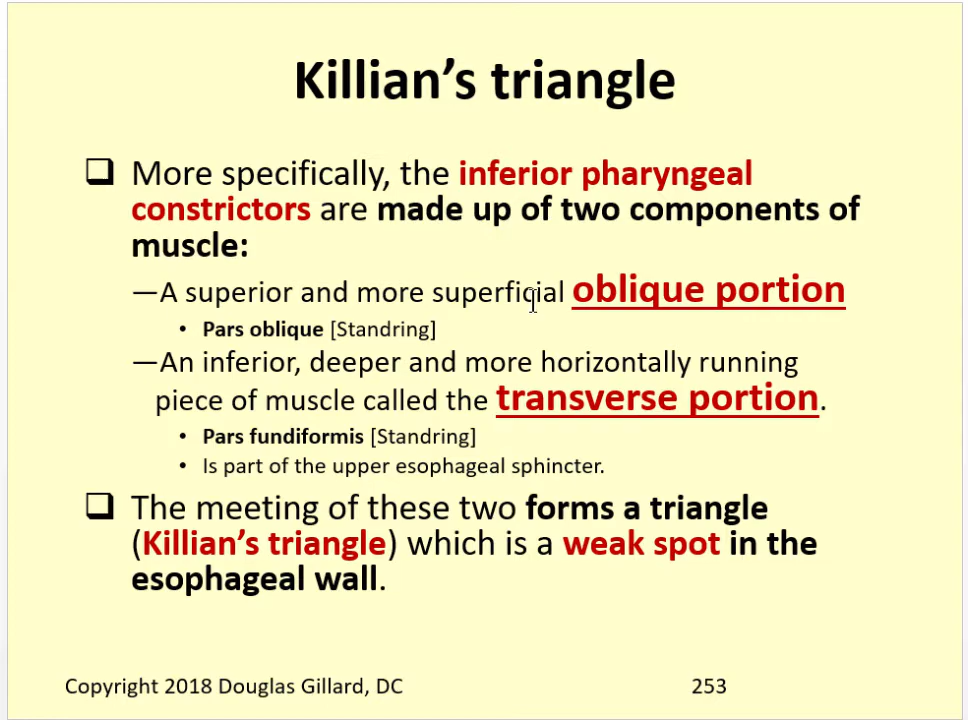 Killian's triangle
❑ More specifically, the inferior pharyngeal
constrictors are made up of two components of
muscle:
—A superior and more superficial oblique portion
• Pars oblique [Standring]
—An inferior, deeper and more horizontally running
piece of muscle called the transverse portion.
• Pars fundiformis [Standring]
• Is part of the upper esophageal sphincter.
❑ The meeting of these two forms a triangle
(Killian's triangle) which is a weak spot in the
esophageal wall.
Copyright 2018 Douglas Gillard, DC 253